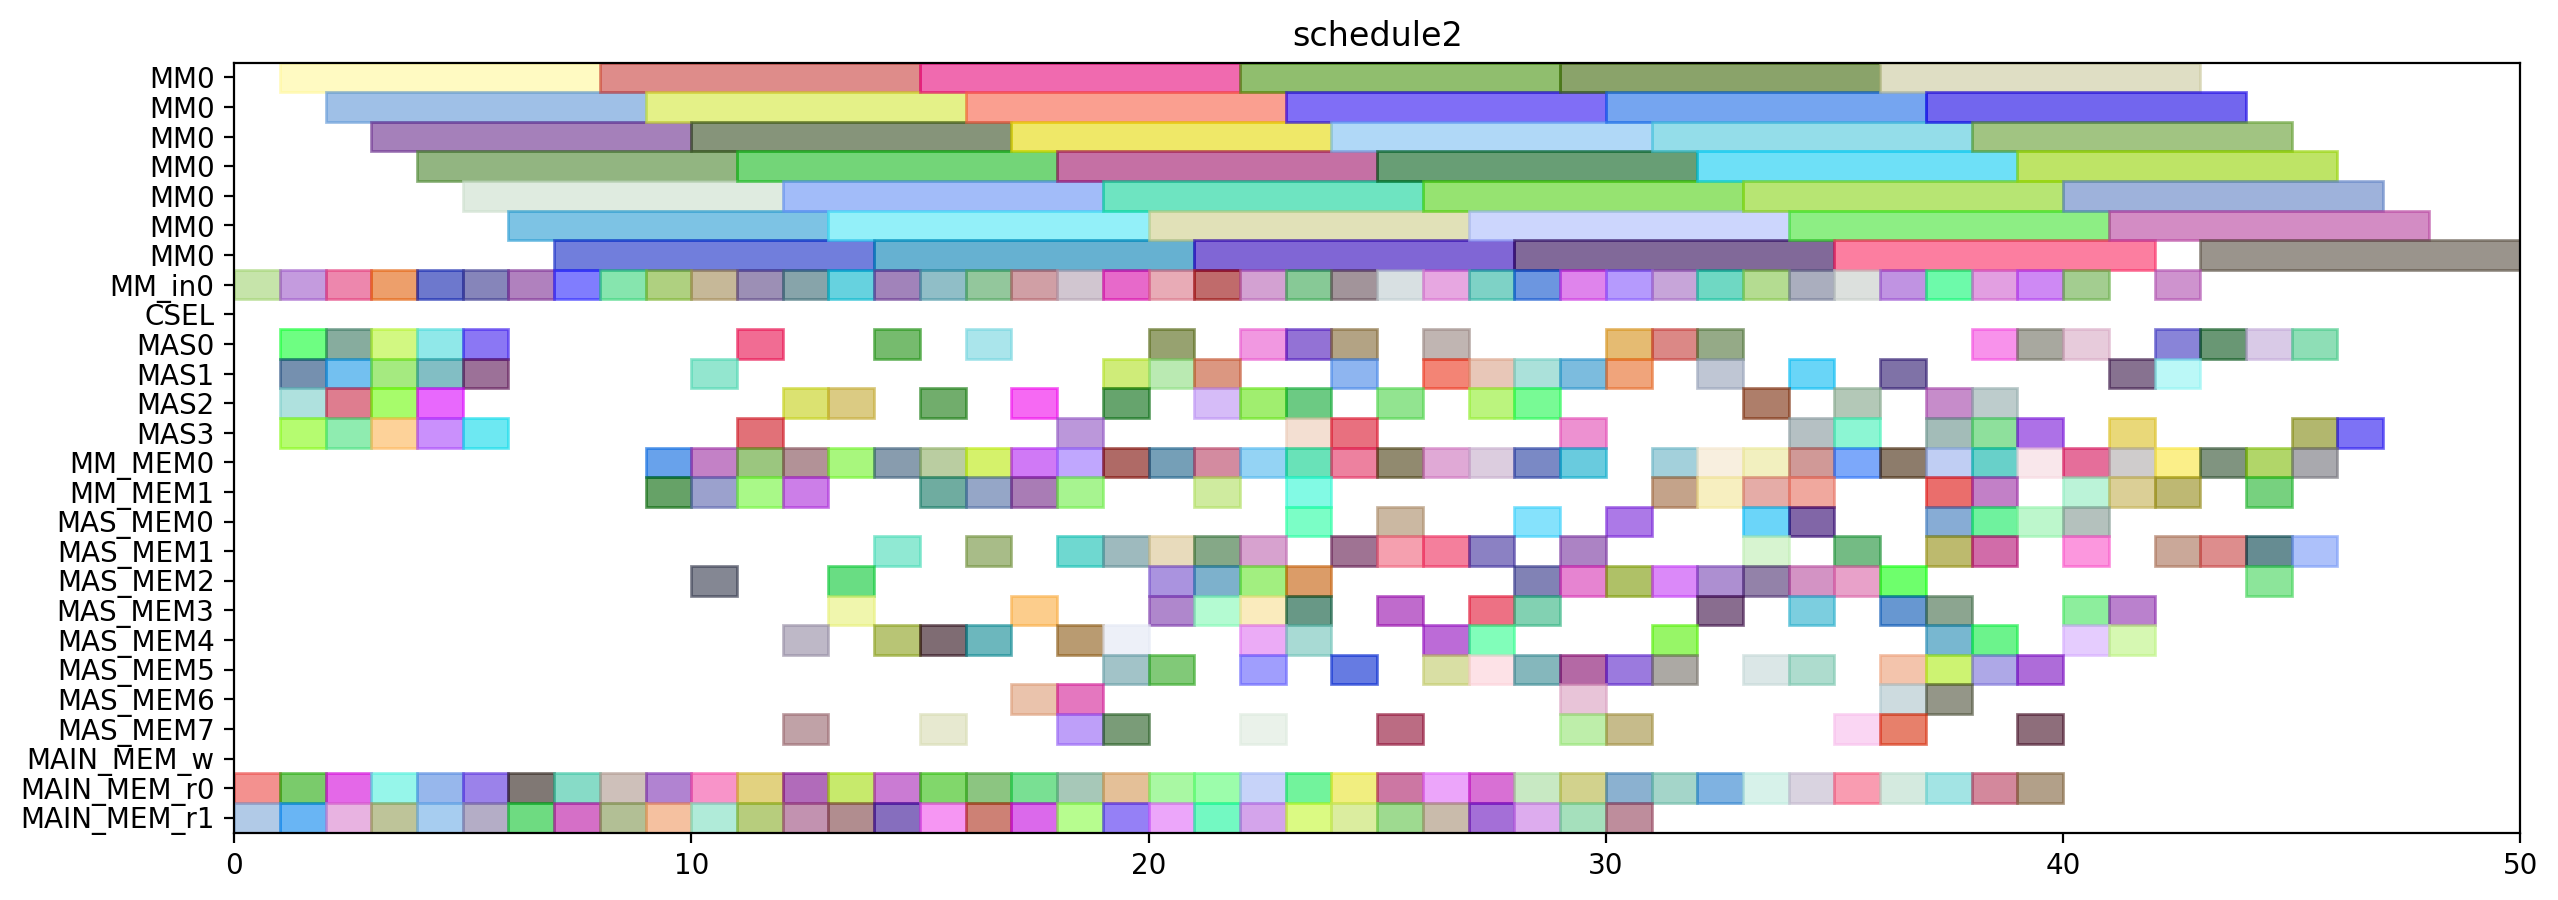 schedule2
MM0
MM0
MM0
MM0
MM0
MM0
MM0
MM_in0
CSEL
MAS0
MAS1
MAS2
MAS3
MM_MEM0
MM_MEM1
MAS_MEM0
MAS_MEM1
MAS_MEM2
MAS_MEM3
MAS_MEM4
MAS_MEM5
MAS_MEM6
MAS_MEM7
MAIN_MEM_w
MAIN_MEM_r0
MAIN_MEM_r1
0 10 20 30 40 50